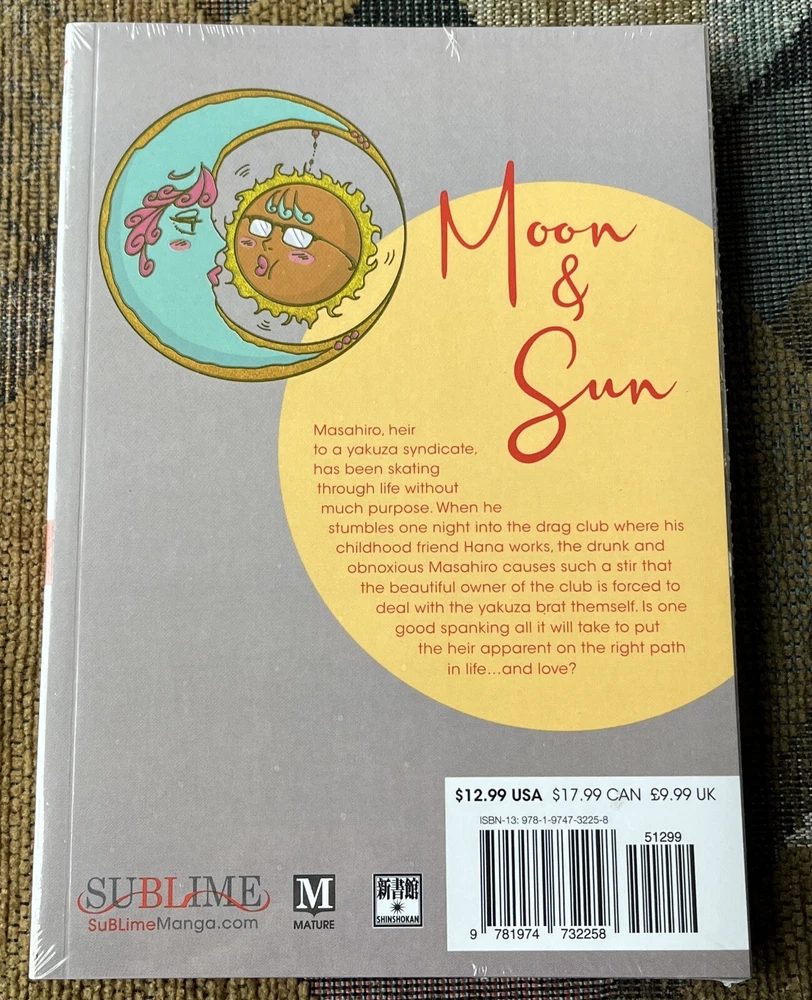 Moon
&
Sun
Masahiro, heir
to a yakuza syndicate,
has been skating
through life without
much purpose. When he
stumbles one night into the drag club where his
childhood friend Hana works, the drunk and
obnoxious Masahiro causes such a stir that
the beautiful owner of the club is forced to
deal with the yakuza brat themself. Is one
good spanking all it will take to put
the heir apparent on the right path
in life...and love?
$12.99 USA $17.99 CAN £9.99 UK
ISBN-13: 978-1-9747-3225-8
51299
9 781974 732258
SUBLIME
SuBLimeManga.com
M
MATURE
新書館
SHINSHOKAN